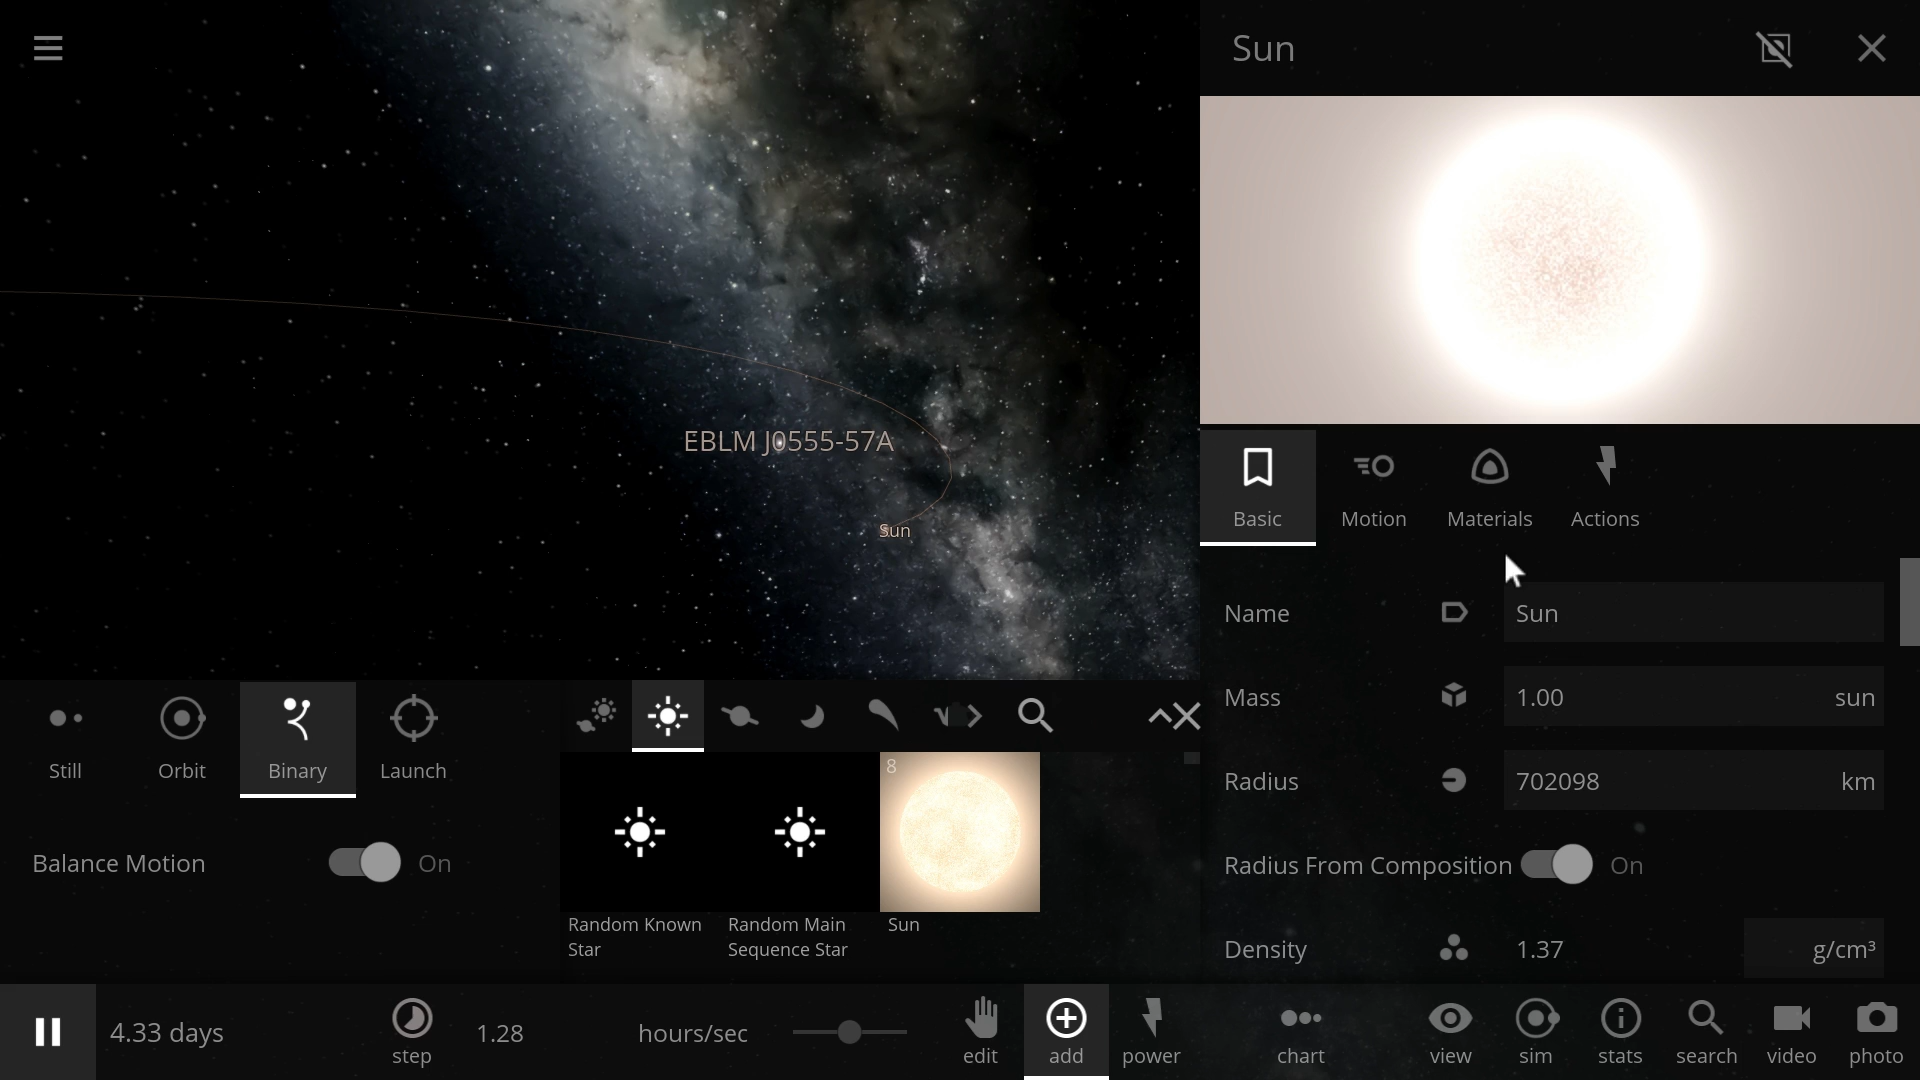 Sun
EBLM J0555-57A
Sun
Basic
Motion
Materials
Actions
Name
Sun
Mass
1.00
sun
Radius
702098
km
Radius From Composition
On
Density
1.37
g/cm³
Still
Orbit
Binary
Launch
Balance Motion
On
8
Random Known
Star
Random Main
Sequence Star
Sun
4.33 days
step
1.28
hours/sec
edit
add
power
chart
view
sim
stats
search
video
photo